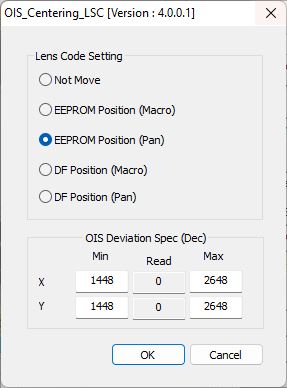 OIS_Centering_LSC [Version : 4.0.0.1]
Lens Code Setting
Not Move
EEPROM Position (Macro)
EEPROM Position (Pan)
DF Position (Macro)
DF Position (Pan)
OIS Deviation Spec (Dec)
Min Read Max
X 1448 0 2648
Y 1448 0 2648
OK Cancel